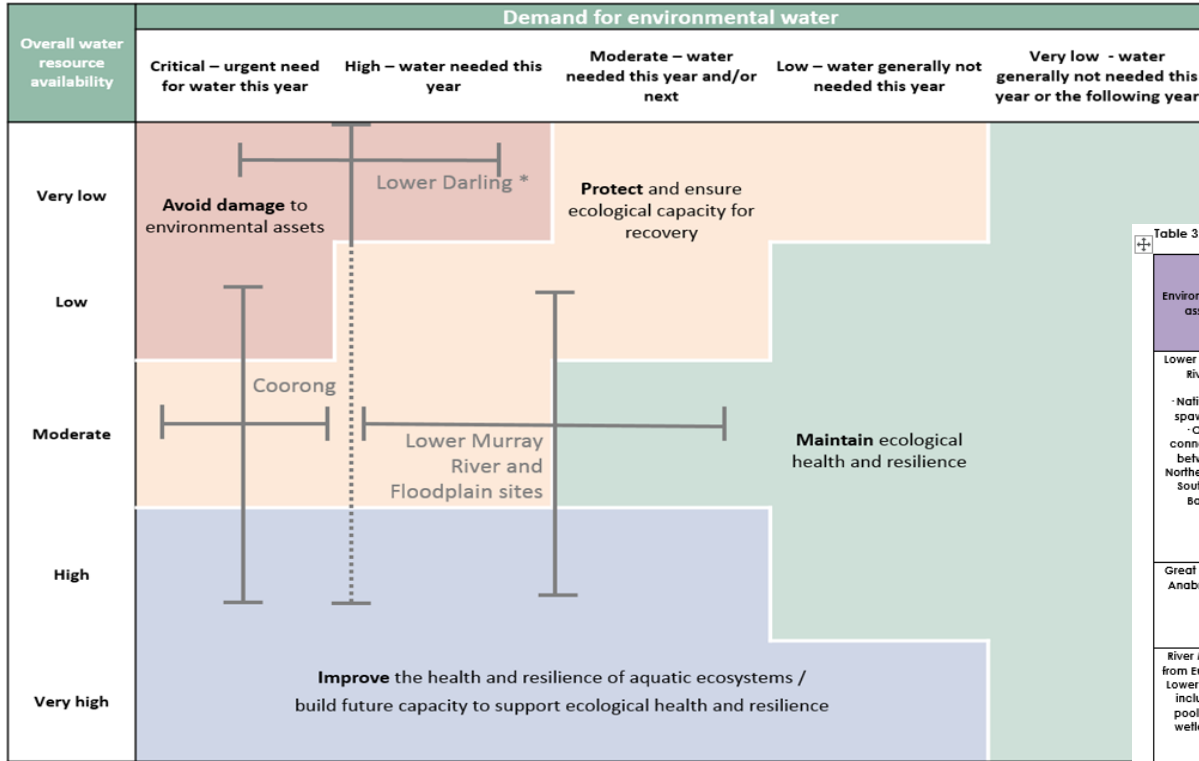 Demand for environmental water
Overall water
resource
availability
Critical – urgent need
for water this year
High – water needed this
year
Moderate – water
needed this year and/or
next
Low – water generally not
needed this year
Very low - water
generally not needed this
year or the following year
Very low
Lower Darling *
Avoid damage to
environmental assets
Protect and ensure
ecological capacity for
recovery
Low
Coorong
Moderate
Lower Murray
River and
Floodplain sites
Maintain ecological
health and resilience
High
Very high
Improve the health and resilience of aquatic ecosystems /
build future capacity to support ecological health and resilience
Table 3
Lower
Great
River
from
Lower